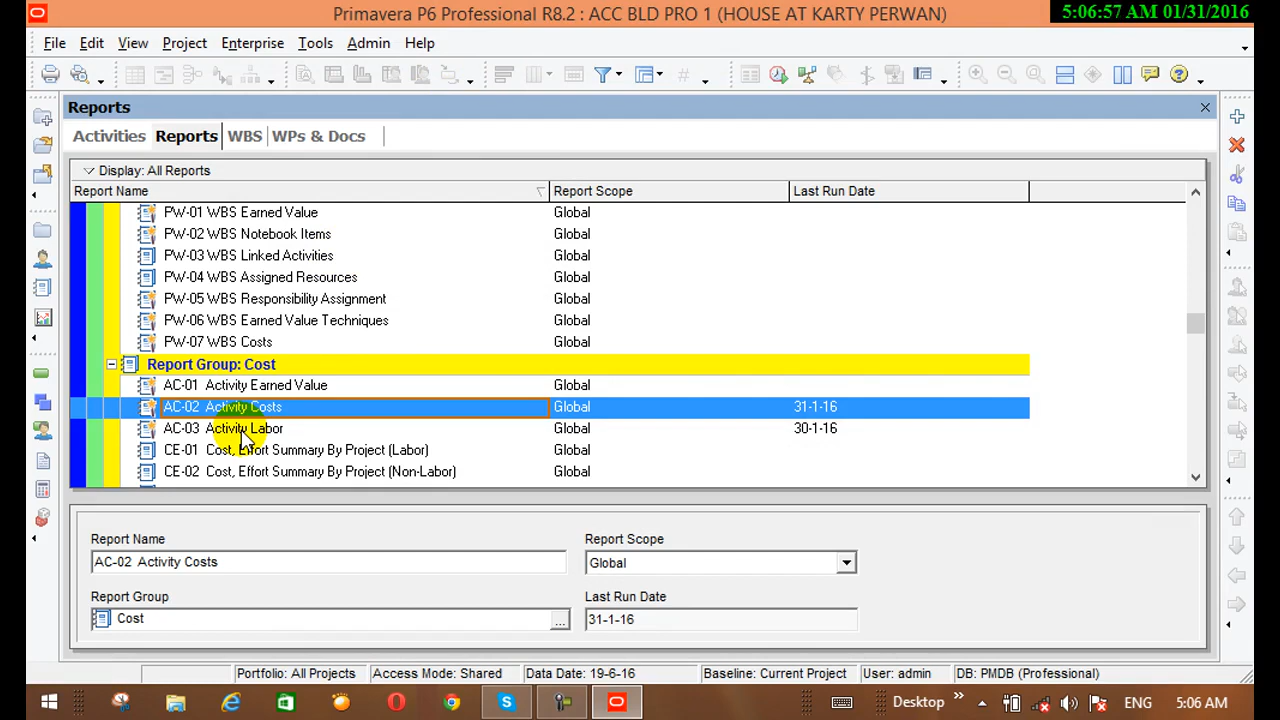 Primavera P6 Professional R8.2 : ACC BLD PRO 1 (HOUSE AT KARTY PERWAN)
5:06:57 AM 01/31/2016
File Edit View Project Enterprise Tools Admin Help
Reports
Activities Reports WBS WPs & Docs
Display: All Reports
Report Name Report Scope Last Run Date
PW-01 WBS Earned Value Global
PW-02 WBS Notebook Items Global
PW-03 WBS Linked Activities Global
PW-04 WBS Assigned Resources Global
PW-05 WBS Responsibility Assignment Global
PW-06 WBS Earned Value Techniques Global
PW-07 WBS Costs Global
Report Group: Cost
AC-01 Activity Earned Value Global
AC-02 Activity Costs Global 31-1-16
AC-03 Activity Labor Global 30-1-16
CE-01 Cost, Effort Summary By Project (Labor) Global
CE-02 Cost, Effort Summary By Project (Non-Labor) Global
Report Name Report Scope
AC-02 Activity Costs Global
Report Group Last Run Date
Cost ... 31-1-16
Portfolio: All Projects Access Mode: Shared Data Date: 19-6-16 Baseline: Current Project User: admin DB: PMDB (Professional)
Desktop » ENG 5:06 AM